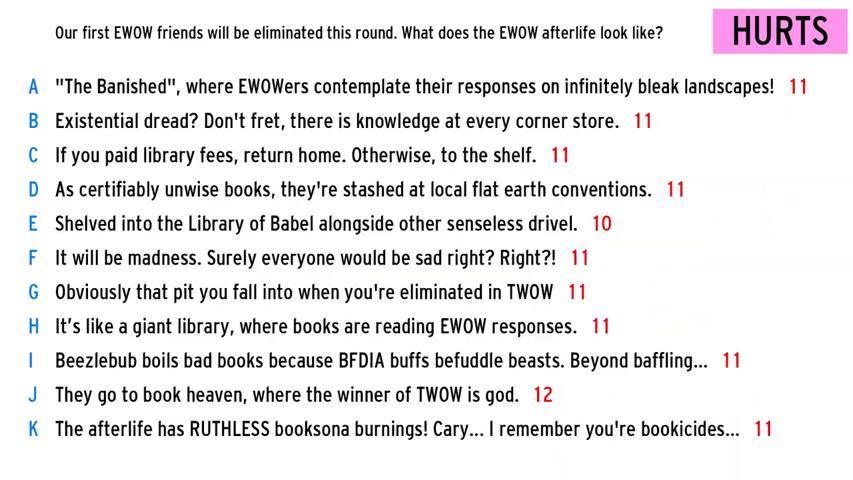 Our first EWOW friends will be eliminated this round. What does the EWOW afterlife look like?
HURTS
A "The Banished", where EWOWers contemplate their responses on infinitely bleak landscapes! 11
B Existential dread? Don't fret, there is knowledge at every corner store. 11
C If you paid library fees, return home. Otherwise, to the shelf. 11
D As certifiably unwise books, they're stashed at local flat earth conventions. 11
E Shelved into the Library of Babel alongside other senseless drivel. 10
F It will be madness. Surely everyone would be sad right? Right?! 11
G Obviously that pit you fall into when you're eliminated in TWOW 11
H It’s like a giant library, where books are reading EWOW responses. 11
I Beezlebub boils bad books because BFDIA buffs befuddle beasts. Beyond baffling... 11
J They go to book heaven, where the winner of TWOW is god. 12
K The afterlife has RUTHLESS booksona burnings! Cary... I remember you're bookicides... 11